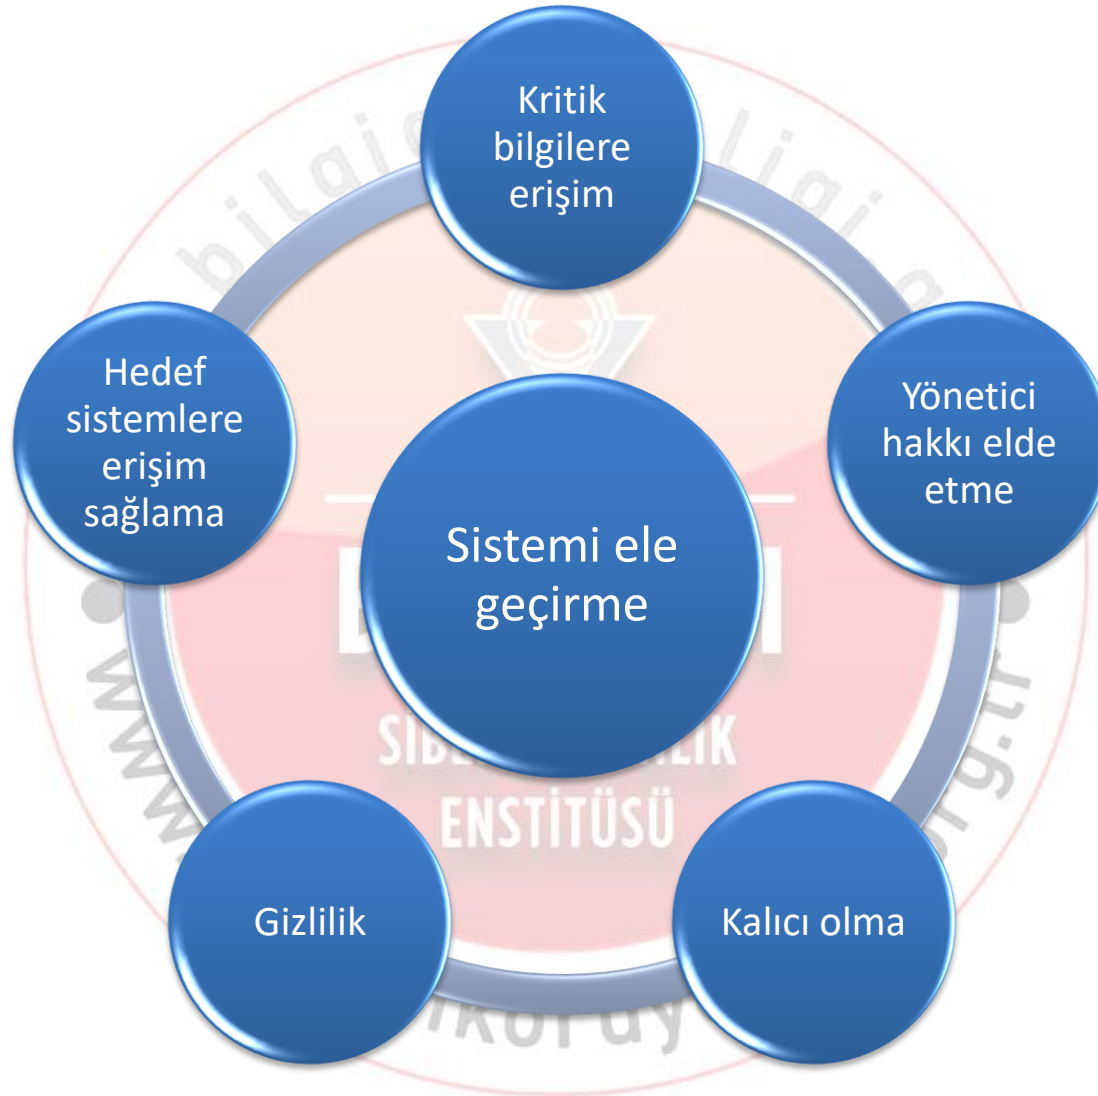 Kritik
bilgilere
erişim
Yönetici
hakkı elde
etme
Kalıcı olma
Gizlilik
Hedef
sistemlere
erişim
sağlama
Sistemi ele
geçirme
ENSTİTÜSÜ